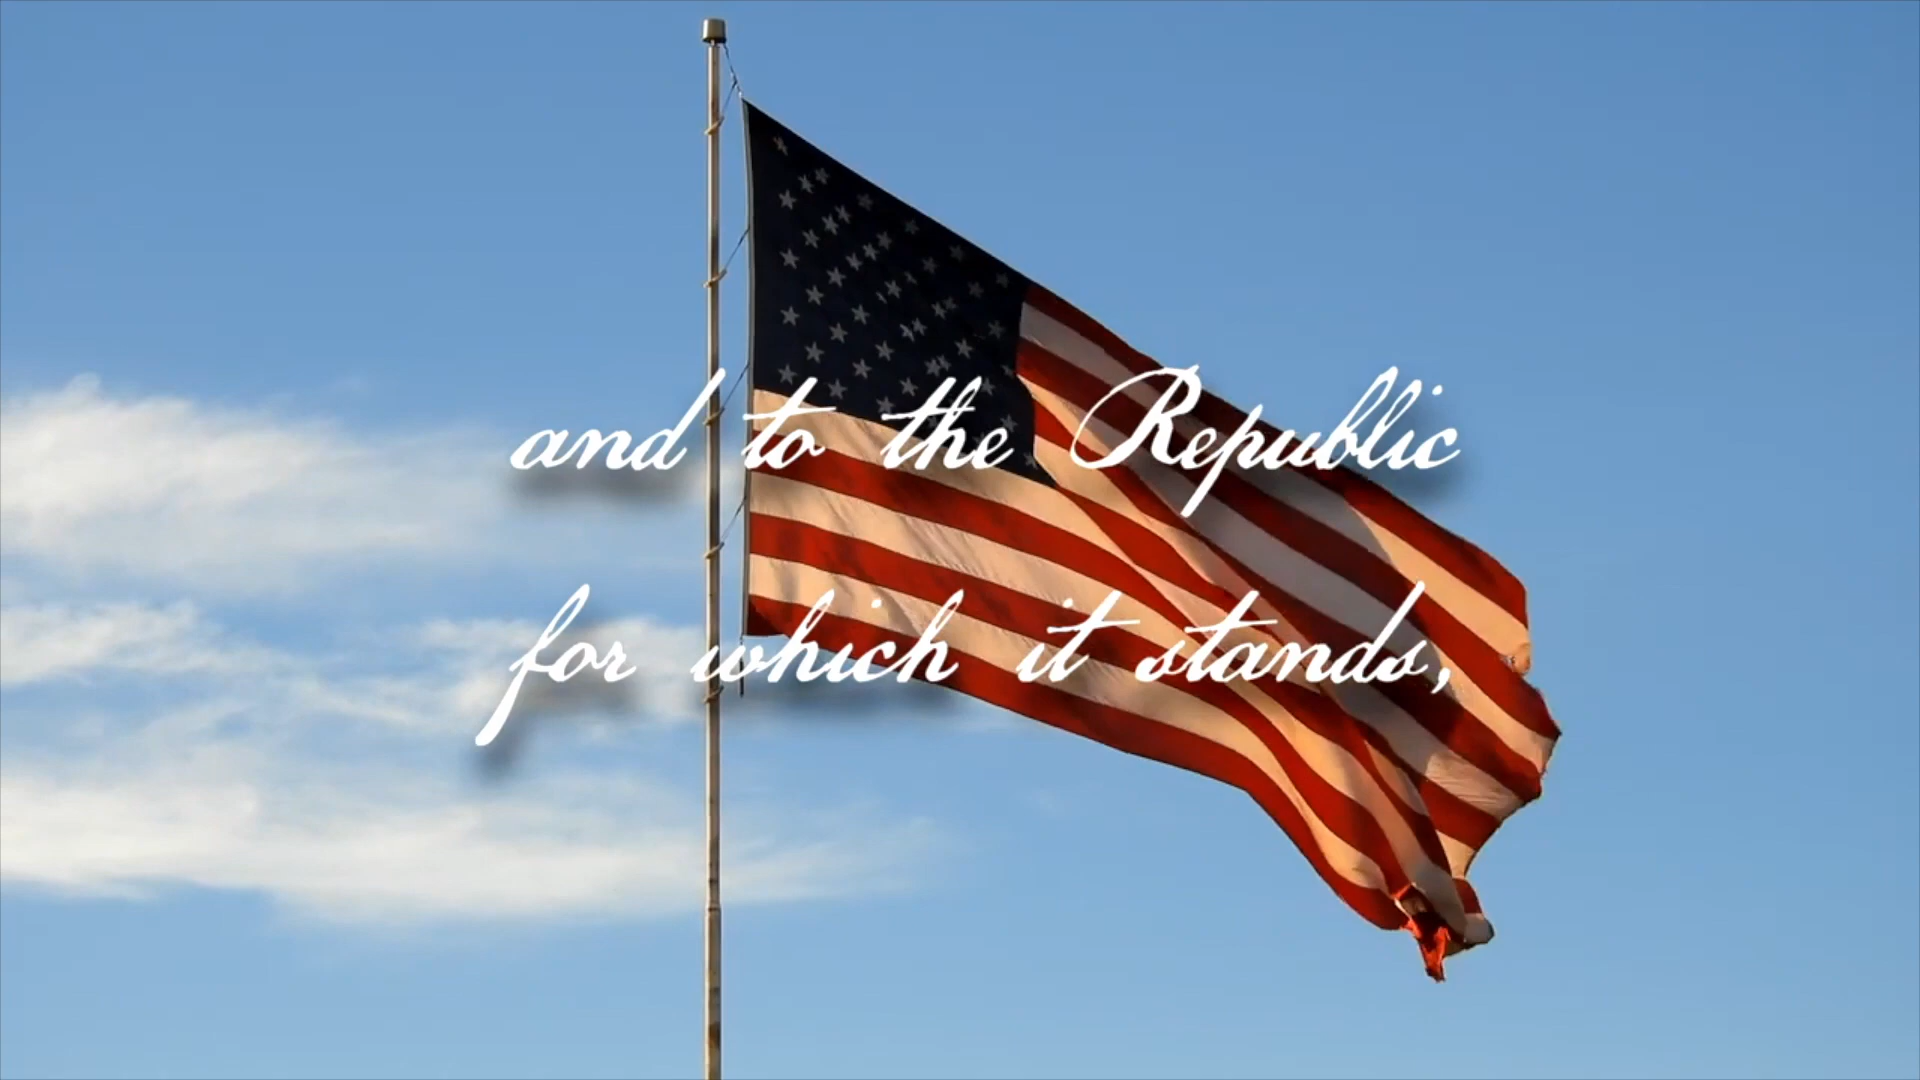 and to the Republic
for which it stands,